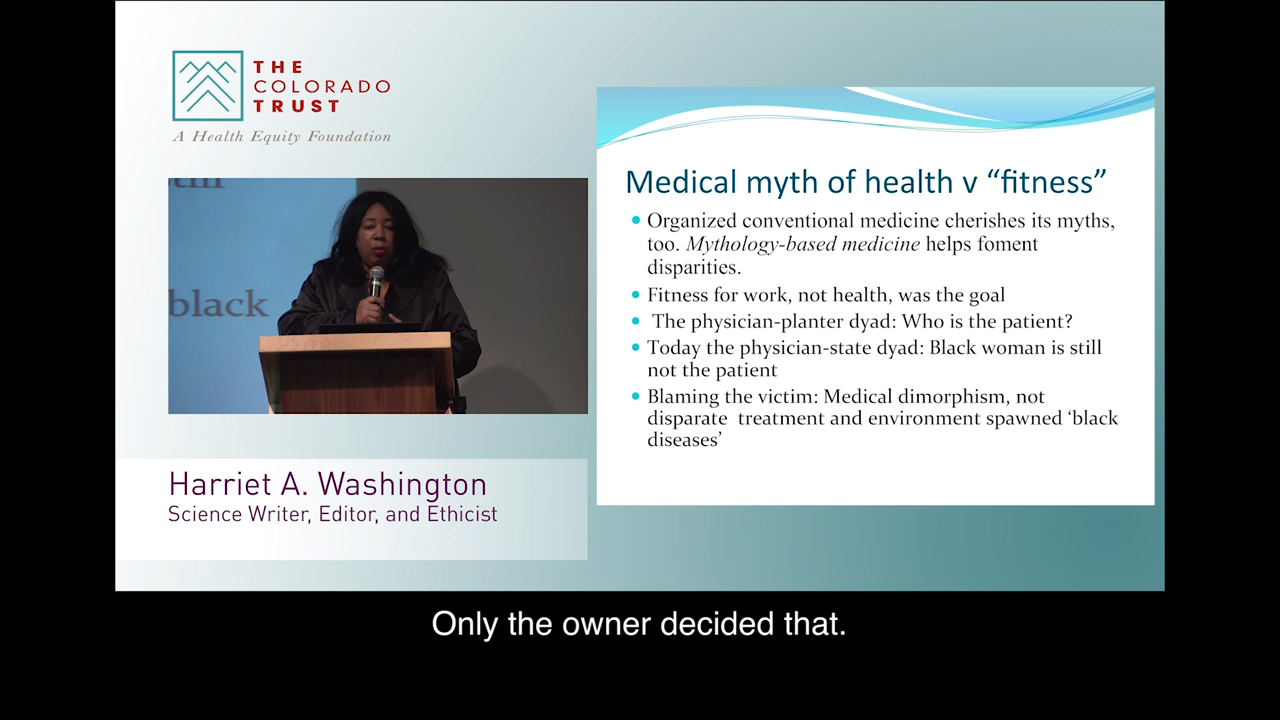 THE
COLORADO
TRUST
A Health Equity Foundation
black
Harriet A. Washington
Science Writer, Editor, and Ethicist
Medical myth of health v “fitness”
• Organized conventional medicine cherishes its myths,
too. Mythology-based medicine helps foment
disparities.
• Fitness for work, not health, was the goal
• The physician-planter dyad: Who is the patient?
• Today the physician-state dyad: Black woman is still
not the patient
• Blaming the victim: Medical dimorphism, not
disparate treatment and environment spawned ‘black
diseases’
Only the owner decided that.